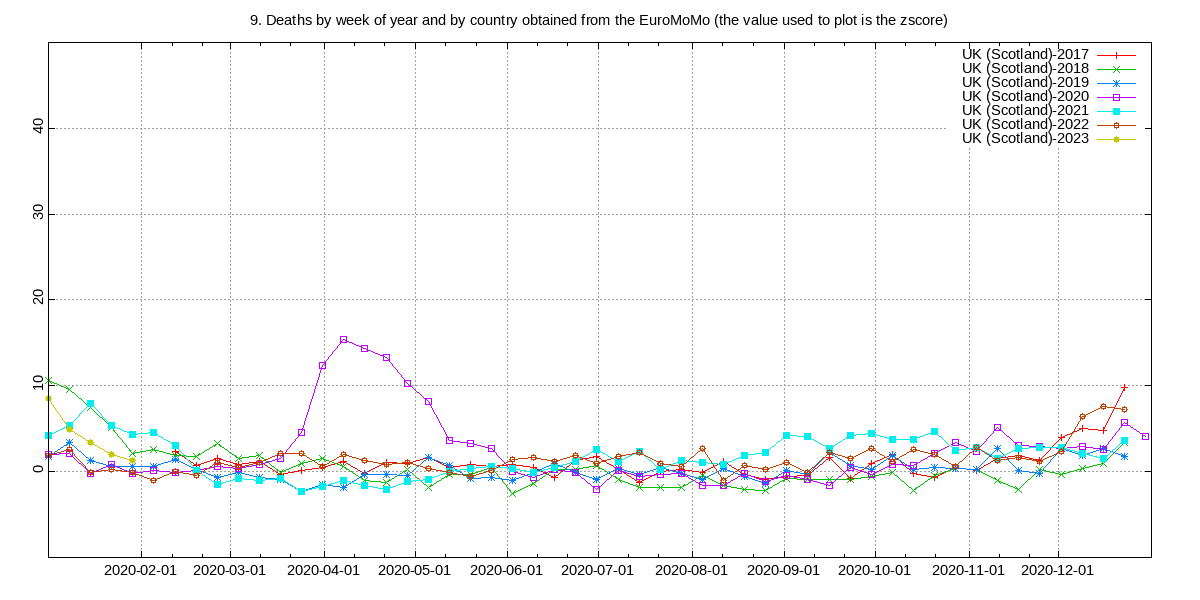 9. Deaths by week of year and by country obtained from the EuroMoMo (the value used to plot is the zscore)
UK (Scotland)-2017
UK (Scotland)-2018
UK (Scotland)-2019
UK (Scotland)-2020
UK (Scotland)-2021
UK (Scotland)-2022
UK (Scotland)-2023
40
30
20
10
0
2020-02-01 2020-03-01 2020-04-01 2020-05-01 2020-06-01 2020-07-01 2020-08-01 2020-09-01 2020-10-01 2020-11-01 2020-12-01